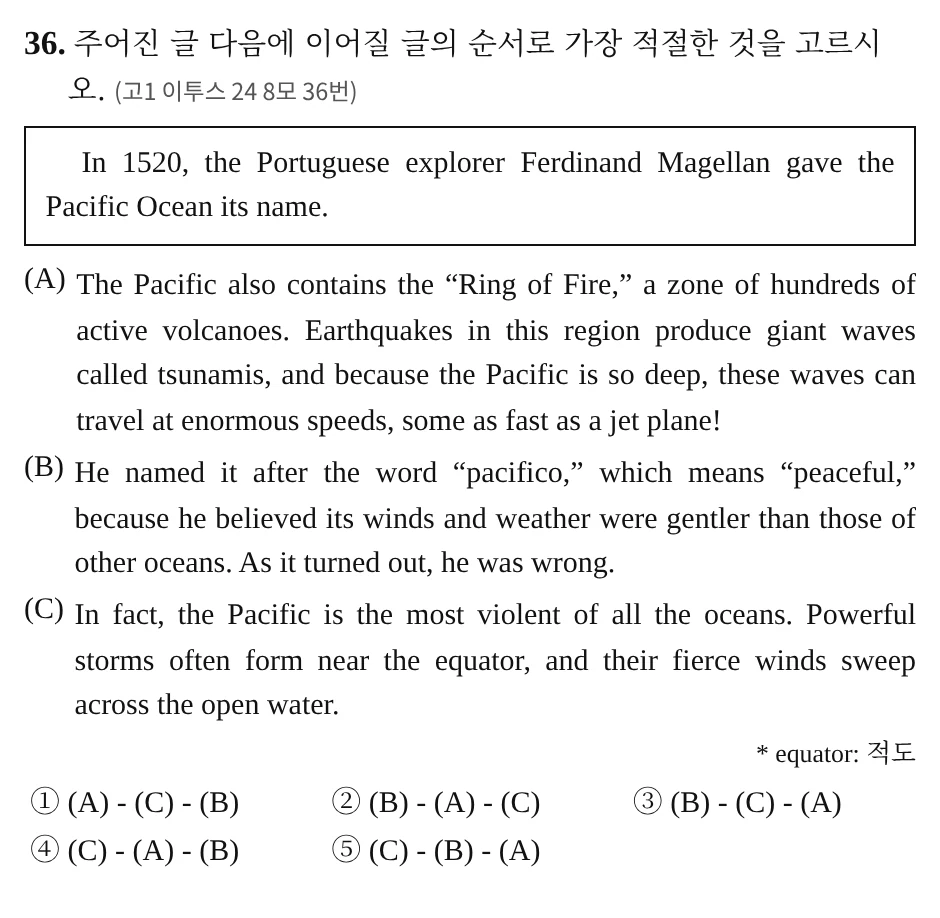 36. 주어진 글 다음에 이어질 글의 순서로 가장 적절한 것을 고르시
오. (고1 이투스 24 8모 36번)
In 1520, the Portuguese explorer Ferdinand Magellan gave the
Pacific Ocean its name.
(A) The Pacific also contains the “Ring of Fire,” a zone of hundreds of
active volcanoes. Earthquakes in this region produce giant waves
called tsunamis, and because the Pacific is so deep, these waves can
travel at enormous speeds, some as fast as a jet plane!
(B) He named it after the word “pacifico,” which means “peaceful,”
because he believed its winds and weather were gentler than those of
other oceans. As it turned out, he was wrong.
(C) In fact, the Pacific is the most violent of all the oceans. Powerful
storms often form near the equator, and their fierce winds sweep
across the open water.
* equator: 적도
① (A) - (C) - (B) ② (B) - (A) - (C) ③ (B) - (C) - (A)
④ (C) - (A) - (B) ⑤ (C) - (B) - (A)